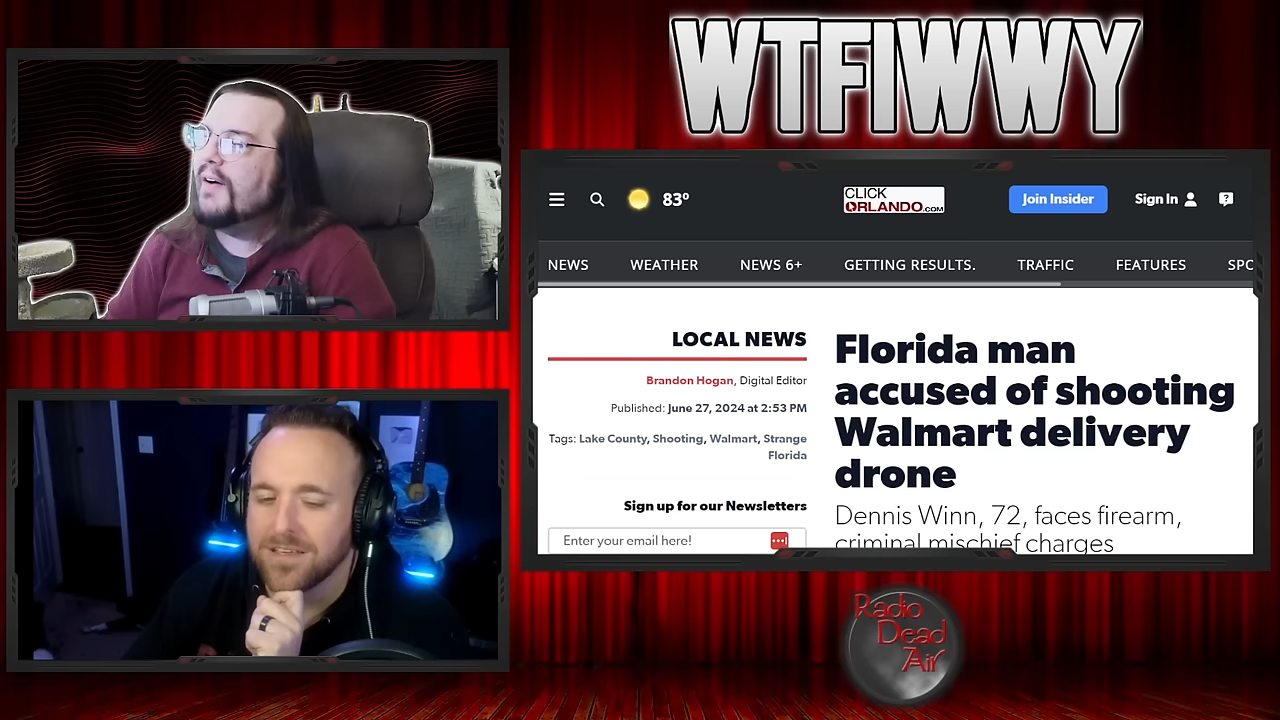 WTFIWWY
83º
CLICK
ORLANDO.COM
Join Insider
Sign In
?
NEWS
WEATHER
NEWS 6+
GETTING RESULTS.
TRAFFIC
FEATURES
SPO
LOCAL NEWS
Brandon Hogan, Digital Editor
Published: June 27, 2024 at 2:53 PM
Tags: Lake County, Shooting, Walmart, Strange
Florida
Sign up for our Newsletters
Enter your email here!
Florida man
accused of shooting
Walmart delivery
drone
Dennis Winn, 72, faces firearm,
criminal mischief charges
Radio
Dead
Air